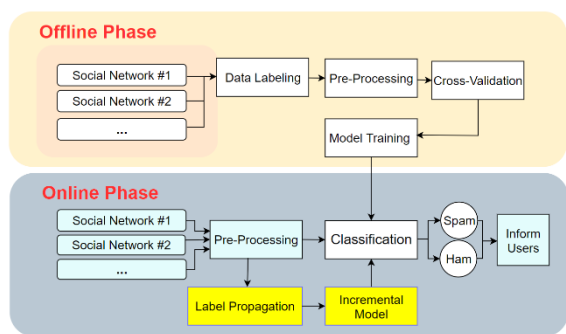 Offline Phase
Social Network #1
Social Network #2
...
Data Labeling
Pre-Processing
Cross-Validation
Model Training
Online Phase
Social Network #1
Social Network #2
...
Pre-Processing
Classification
Spam
Ham
Inform
Users
Label Propagation
Incremental
Model